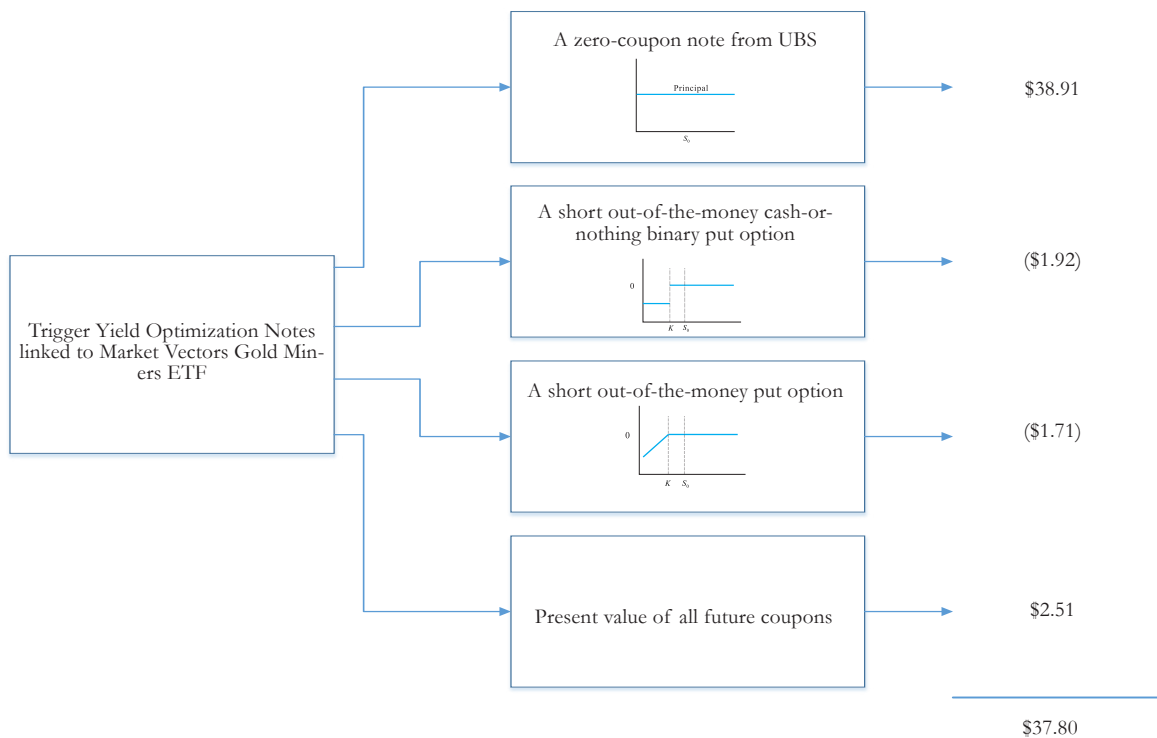 A zero-coupon note from UBS
Principal
S₀
$38.91
A short out-of-the-money cash-or-
nothing binary put option
0
K
S₀
($1.92)
Trigger Yield Optimization Notes
linked to Market Vectors Gold Min-
ers ETF
A short out-of-the-money put option
0
K
S₀
($1.71)
Present value of all future coupons
$2.51
$37.80